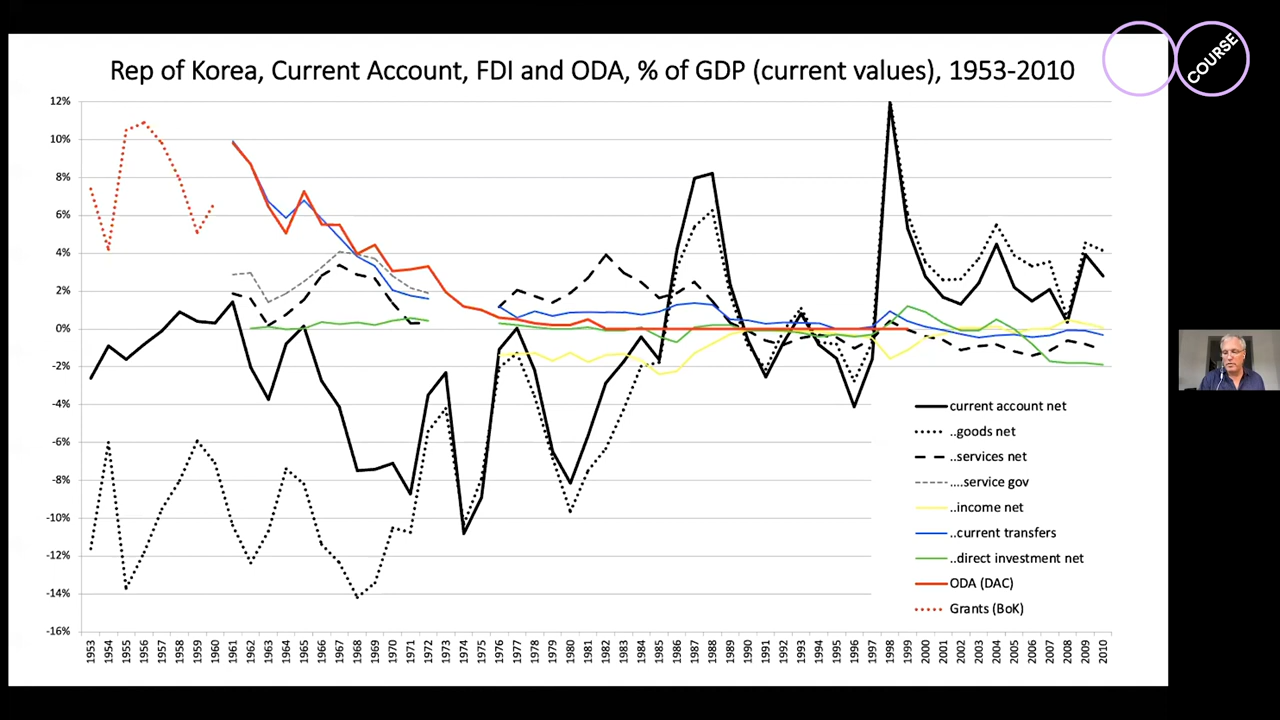 COURSE
Rep of Korea, Current Account, FDI and ODA, % of GDP (current values), 1953-2010
12%
10%
8%
6%
4%
2%
0%
-2%
-4%
-6%
-8%
-10%
-12%
-14%
-16%
current account net
..goods net
..services net
....service gov
..income net
..current transfers
..direct investment net
ODA (DAC)
Grants (BoK)
1953 1954 1955 1956 1957 1958 1959 1960 1961 1962 1963 1964 1965 1966 1967 1968 1969 1970 1971 1972 1973 1974 1975 1976 1977 1978 1979 1980 1981 1982 1983 1984 1985 1986 1987 1988 1989 1990 1991 1992 1993 1994 1995 1996 1997 1998 1999 2000 2001 2002 2003 2004 2005 2006 2007 2008 2009 2010